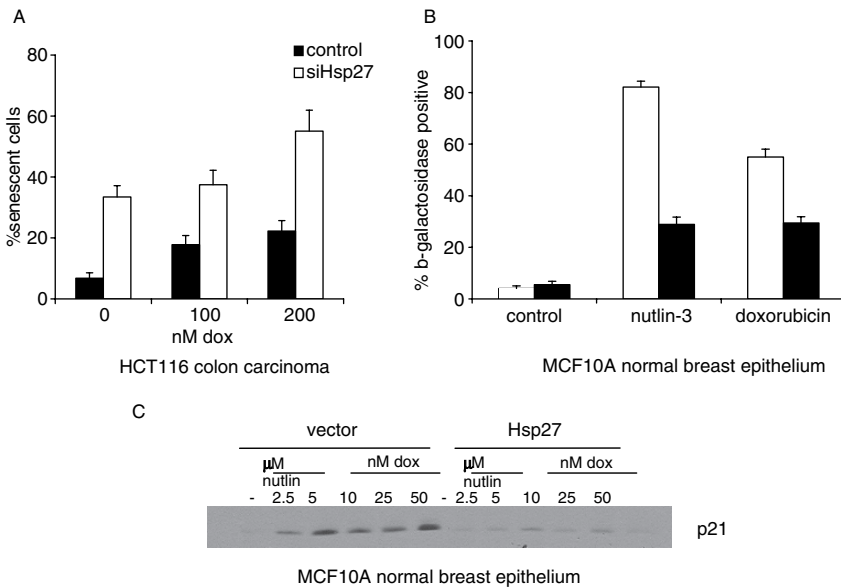 A
80
60
40
20
0
%senescent cells
control
siHsp27
0 100 200
nM dox
HCT116 colon carcinoma
B
100
80
60
40
20
0
% b-galactosidase positive
control nutlin-3 doxorubicin
MCF10A normal breast epithelium
C
vector Hsp27
μM nM dox μM nM dox
nutlin nutlin
- 2.5 5 10 25 50 - 2.5 5 10 25 50
p21
MCF10A normal breast epithelium